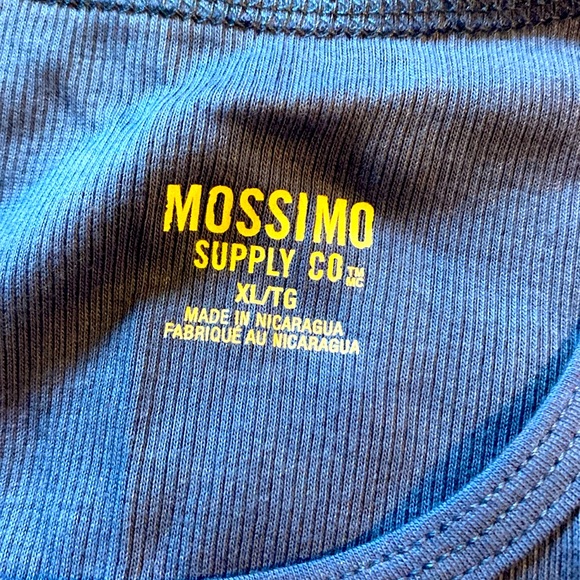 MOSSIMO
SUPPLY CO.™ MC
XL/TG
MADE IN NICARAGUA
FABRIQUÉ AU NICARAGUA